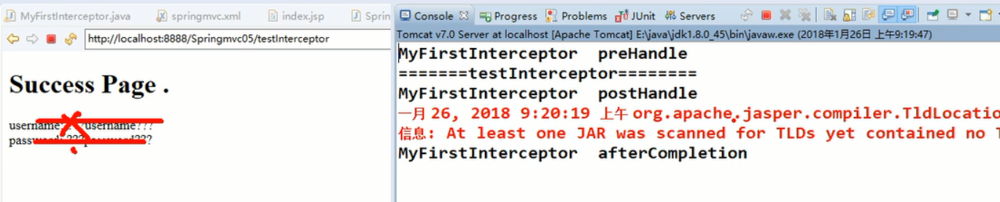 MyFirstInterceptor.java springmvc.xml index.jsp Sprin
http://localhost:8888/Springmvc05/testInterceptor
Success Page .
username: ???username???
Console Progress Problems JUnit Servers
Tomcat v7.0 Server at localhost [Apache Tomcat] E:\java\jdk1.8.0_45\bin\javaw.exe (2018年1月26日 上午9:19:47)
MyFirstInterceptor preHandle
=======testInterceptor========
MyFirstInterceptor postHandle
一月 26, 2018 9:20:19 上午 org.apache.jasper.compiler.TldLocatio
信息: At least one JAR was scanned for TLDs yet contained no T
MyFirstInterceptor afterCompletion